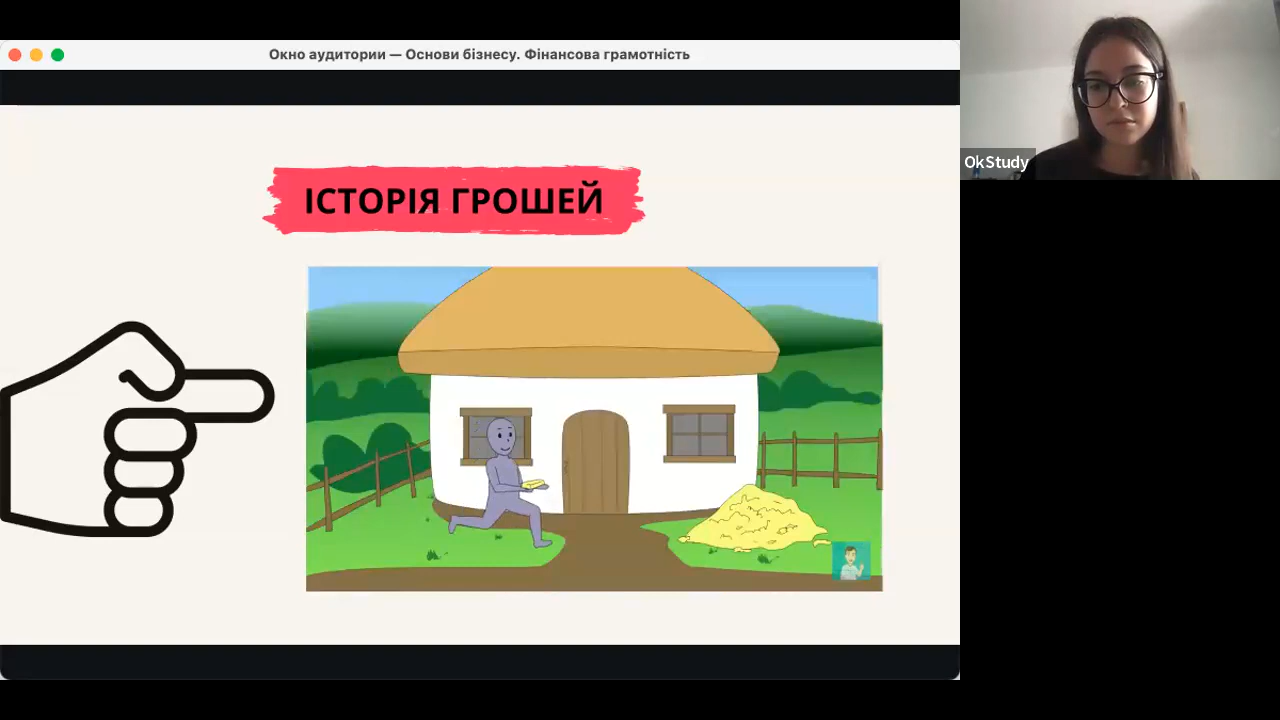 Окно аудитории — Основи бізнесу. Фінансова грамотність
OkStudy
ІСТОРІЯ ГРОШЕЙ